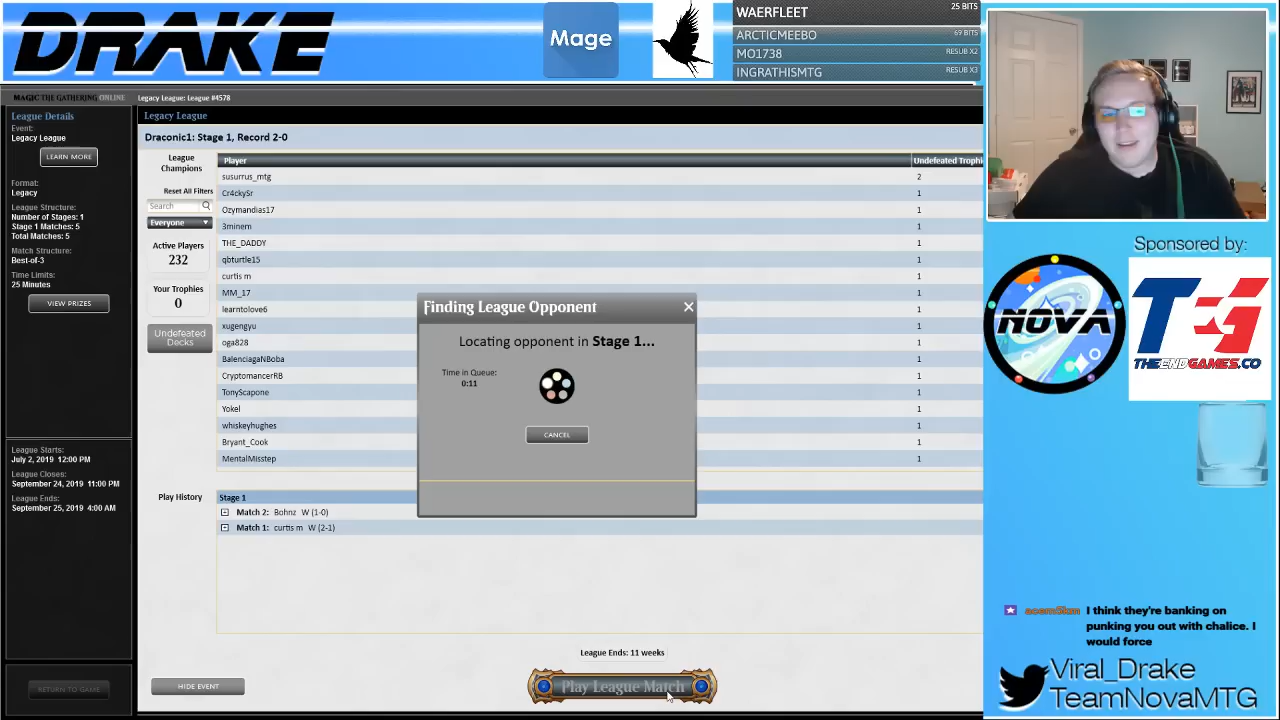 DRAKE
Mage
WAERFLEET 25 BITS
ARCTICMEEBO 69 BITS
MO1738 RESUB X2
INGRATHISMTG RESUB X3
MAGIC THE GATHERING ONLINE
Legacy League: League #4578
League Details
Event:
Legacy League
LEARN MORE
Format:
Legacy
League Structure:
Number of Stages: 1
Stage 1 Matches: 5
Total Matches: 5
Match Structure:
Best-of-3
Time Limits:
25 Minutes
VIEW PRIZES
League Starts:
July 2, 2019 12:00 PM
League Closes:
September 24, 2019 11:00 PM
League Ends:
September 25, 2019 4:00 AM
RETURN TO GAME
Legacy League
Draconic1: Stage 1, Record 2-0
League
Champions
Reset All Filters
Search
Everyone
Active Players
232
Your Trophies
0
Undefeated
Decks
Player Undefeated Trophi
susurrus_mtg 2
Cr4ckySr 1
Ozymandias17 1
3minem 1
THE_DADDY 1
qbturtle15 1
curtis m 1
MM_17 1
learntolove6 1
xugengyu 1
oga828 1
BalenciagaNBoba 1
CryptomancerRB 1
TonyScapone 1
Yokel 1
whiskeyhughes 1
Bryant_Cook 1
MentalMisstep 1
Finding League Opponent
Locating opponent in Stage 1...
Time in Queue:
0:11
CANCEL
Play History
Stage 1
Match 2: Bohnz W (1-0)
Match 1: curtis m W (2-1)
League Ends: 11 weeks
HIDE EVENT
Play League Match
Sponsored by:
NOVA
TEG
THEENDGAMES.CO
I think they're banking on
punking you out with chalice. I
would force
Viral_Drake
TeamNovaMTG